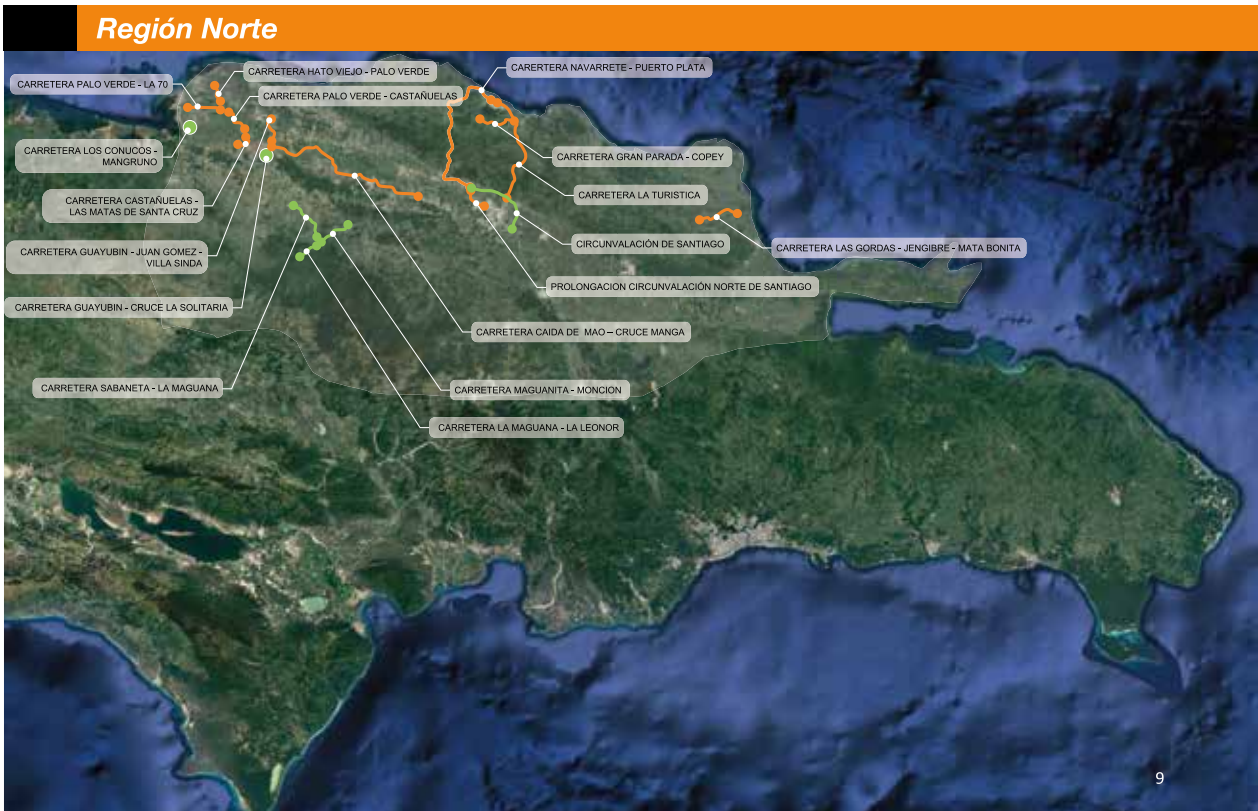 Región Norte
CARRETERA PALO VERDE - LA 70
CARRETERA HATO VIEJO - PALO VERDE
CARRETERA PALO VERDE - CASTAÑUELAS
CARERTERA NAVARRETE - PUERTO PLATA
CARRETERA LOS CONUCOS -
MANGRUNO
CARRETERA GRAN PARADA - COPEY
CARRETERA CASTAÑUELAS -
LAS MATAS DE SANTA CRUZ
CARRETERA LA TURISTICA
CARRETERA GUAYUBIN - JUAN GOMEZ -
VILLA SINDA
CIRCUNVALACIÓN DE SANTIAGO
CARRETERA LAS GORDAS - JENGIBRE - MATA BONITA
CARRETERA GUAYUBIN - CRUCE LA SOLITARIA
PROLONGACION CIRCUNVALACIÓN NORTE DE SANTIAGO
CARRETERA CAIDA DE MAO – CRUCE MANGA
CARRETERA SABANETA - LA MAGUANA
CARRETERA MAGUANITA - MONCION
CARRETERA LA MAGUANA - LA LEONOR
9